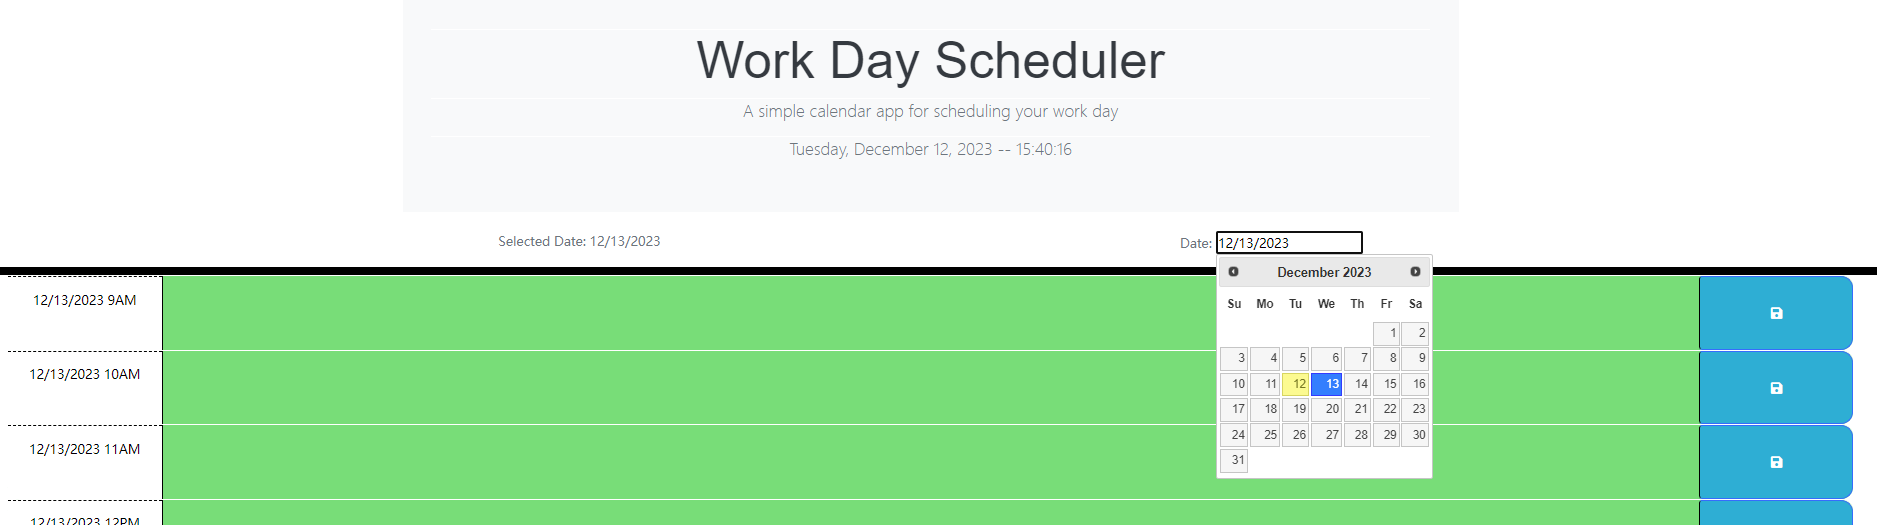 Work Day Scheduler
A simple calendar app for scheduling your work day
Tuesday, December 12, 2023 -- 15:40:16
Selected Date: 12/13/2023
Date: 12/13/2023
December 2023
Su Mo Tu We Th Fr Sa
1 2
3 4 5 6 7 8 9
10 11 12 13 14 15 16
17 18 19 20 21 22 23
24 25 26 27 28 29 30
31
12/13/2023 9AM
12/13/2023 10AM
12/13/2023 11AM
12/13/2023 12PM